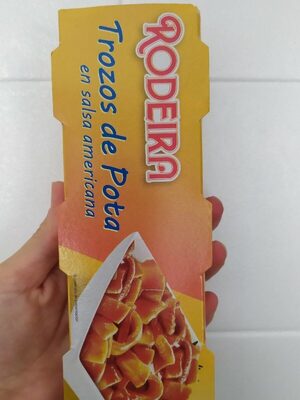 RODEIRA
Trozos de Pota
en salsa americana